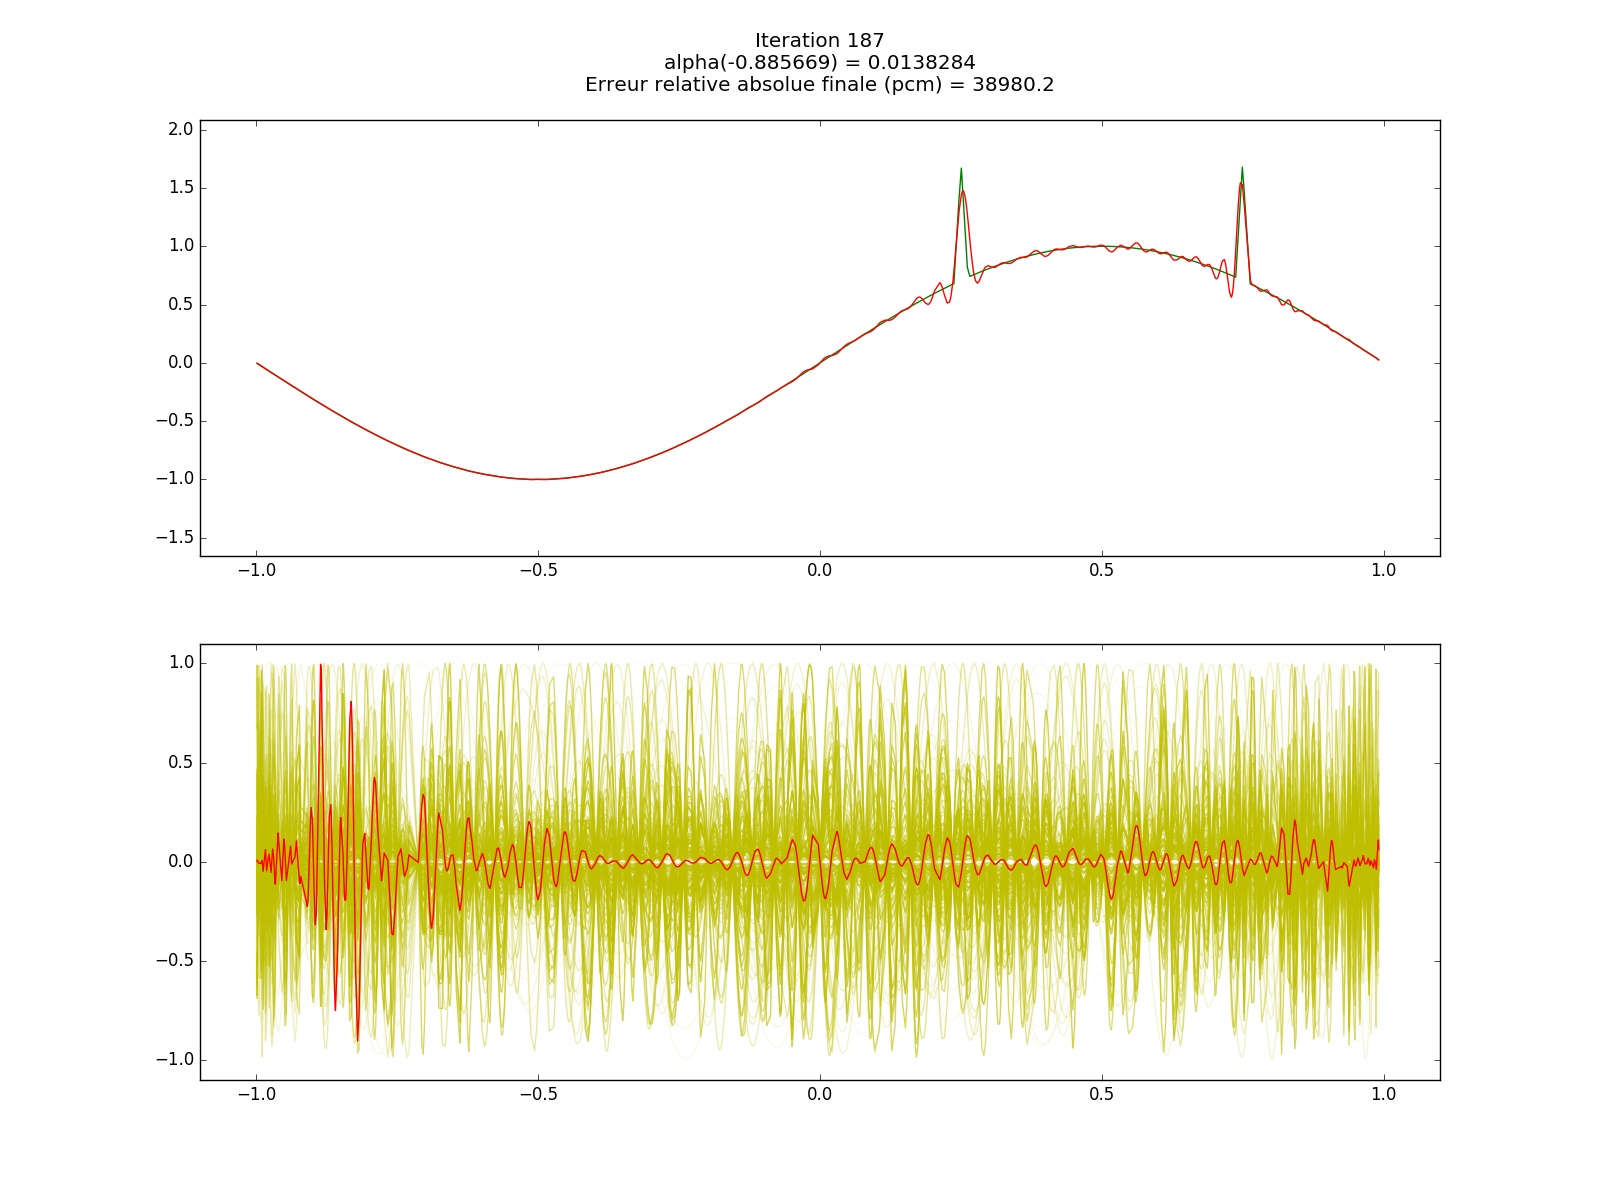 Iteration 187
alpha(-0.885669) = 0.0138284
Erreur relative absolue finale (pcm) = 38980.2
2.0
1.5
1.0
0.5
0.0
−0.5
−1.0
−1.5
−1.0 −0.5 0.0 0.5 1.0
1.0
0.5
0.0
−0.5
−1.0
−1.0 −0.5 0.0 0.5 1.0